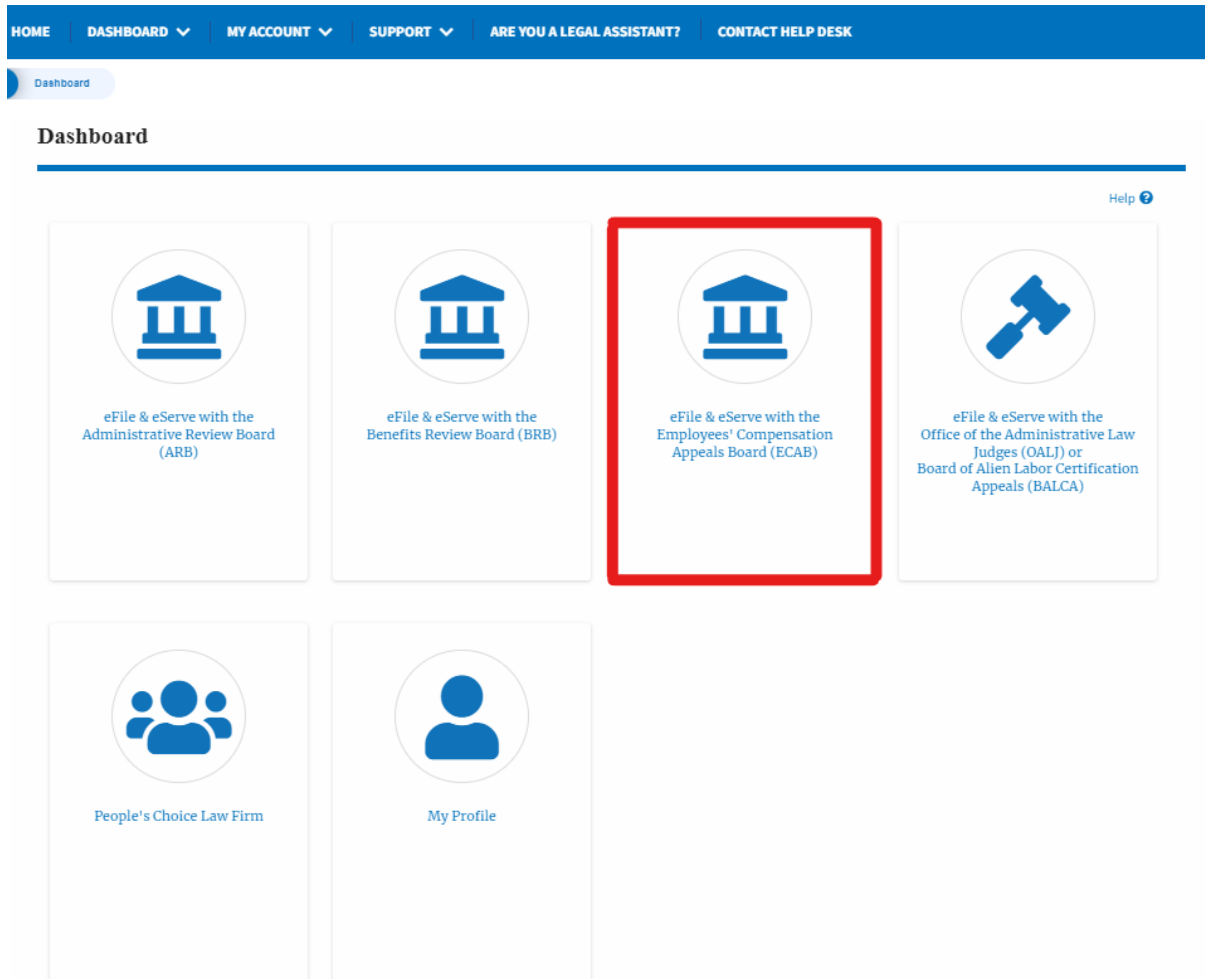 HOME DASHBOARD MY ACCOUNT SUPPORT ARE YOU A LEGAL ASSISTANT? CONTACT HELP DESK
Dashboard
Dashboard
Help
eFile & eServe with the
Administrative Review Board
(ARB)
eFile & eServe with the
Benefits Review Board (BRB)
eFile & eServe with the
Employees' Compensation
Appeals Board (ECAB)
eFile & eServe with the
Office of the Administrative Law
Judges (OALJ) or
Board of Alien Labor Certification
Appeals (BALCA)
People's Choice Law Firm
My Profile